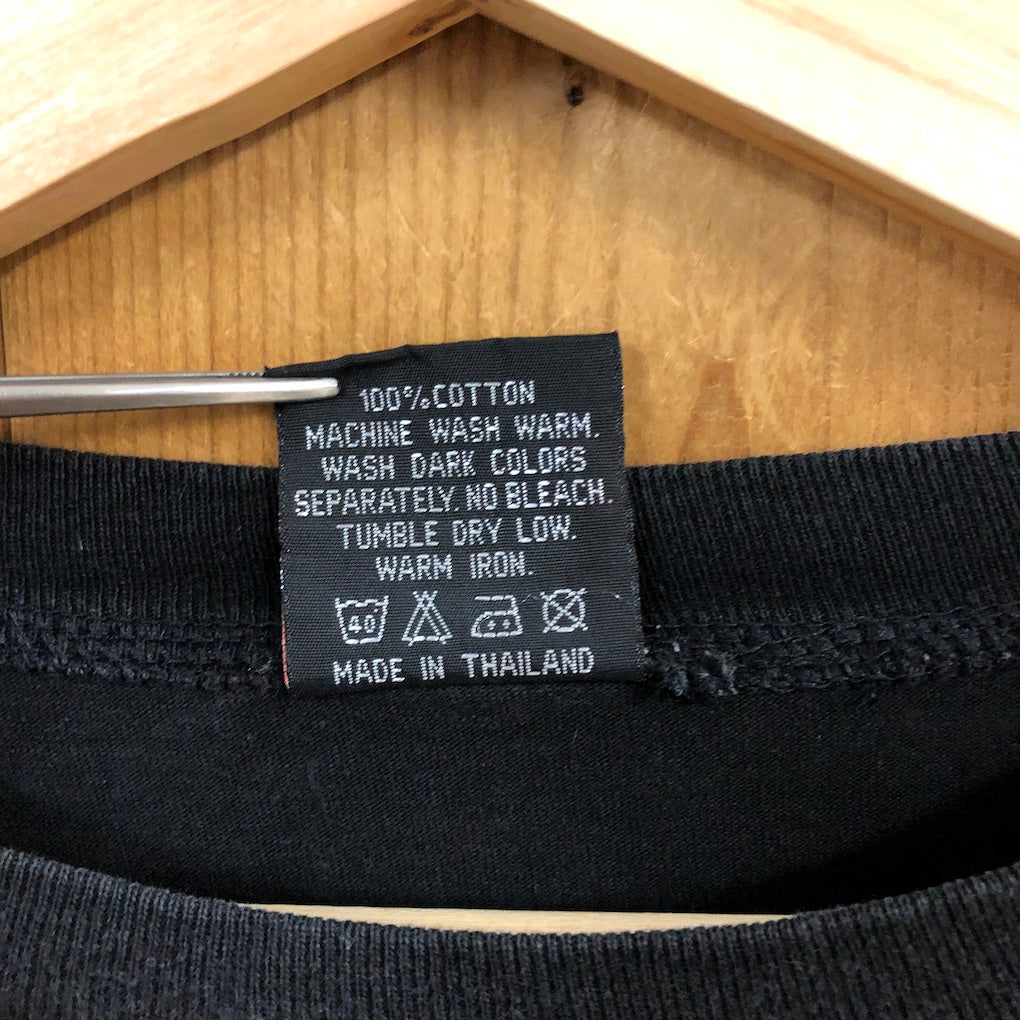 100% COTTON
MACHINE WASH WARM.
WASH DARK COLORS
SEPARATELY. NO BLEACH.
TUMBLE DRY LOW.
WARM IRON.
40
MADE IN THAILAND